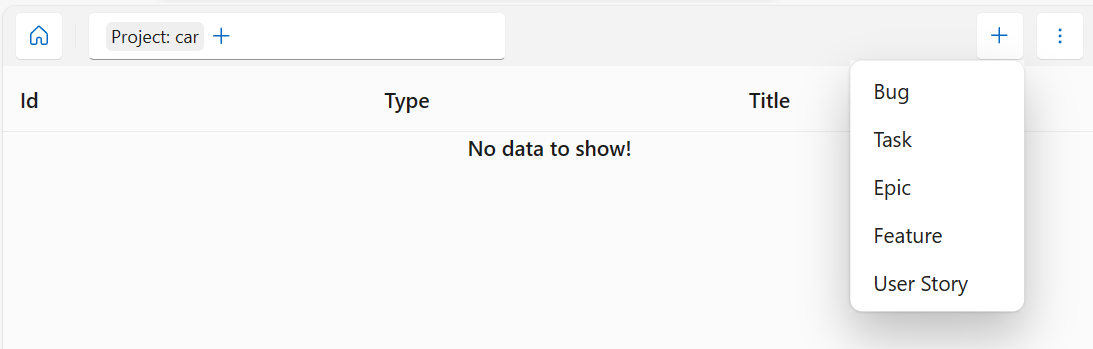 Project: car
Id Type Title
No data to show!
Bug
Task
Epic
Feature
User Story